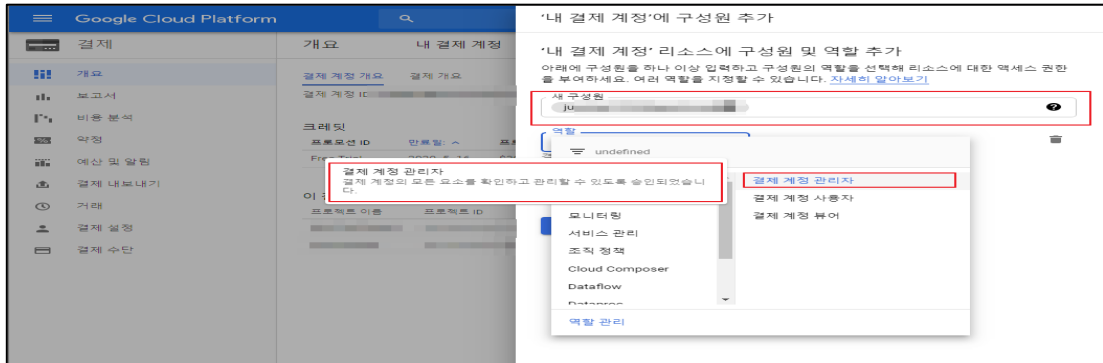 Google Cloud Platform
결제
개요
보고서
비용 분석
약정
예산 및 알림
결제 내보내기
거래
결제 설정
결제 수단
개요
내 결제 계정
결제 계정 개요
결제 개요
결제 계정 ID
크레딧
프로모션 ID
만료일:
프로젝트 이름
프로젝트 ID
'내 결제 계정'에 구성원 추가
'내 결제 계정' 리소스에 구성원 및 역할 추가
아래에 구성원을 하나 이상 입력하고 구성원의 역할을 선택해 리소스에 대한 액세스 권한
을 부여하세요. 여러 역할을 지정할 수 있습니다. 자세히 알아보기
새 구성원
ju
역할
undefined
결제 계정 관리자
결제 계정의 모든 요소를 확인하고 관리할 수 있도록 승인되었습니
다.
모니터링
서비스 관리
조직 정책
Cloud Composer
Dataflow
결제 계정 관리자
결제 계정 사용자
결제 계정 뷰어
역할 관리